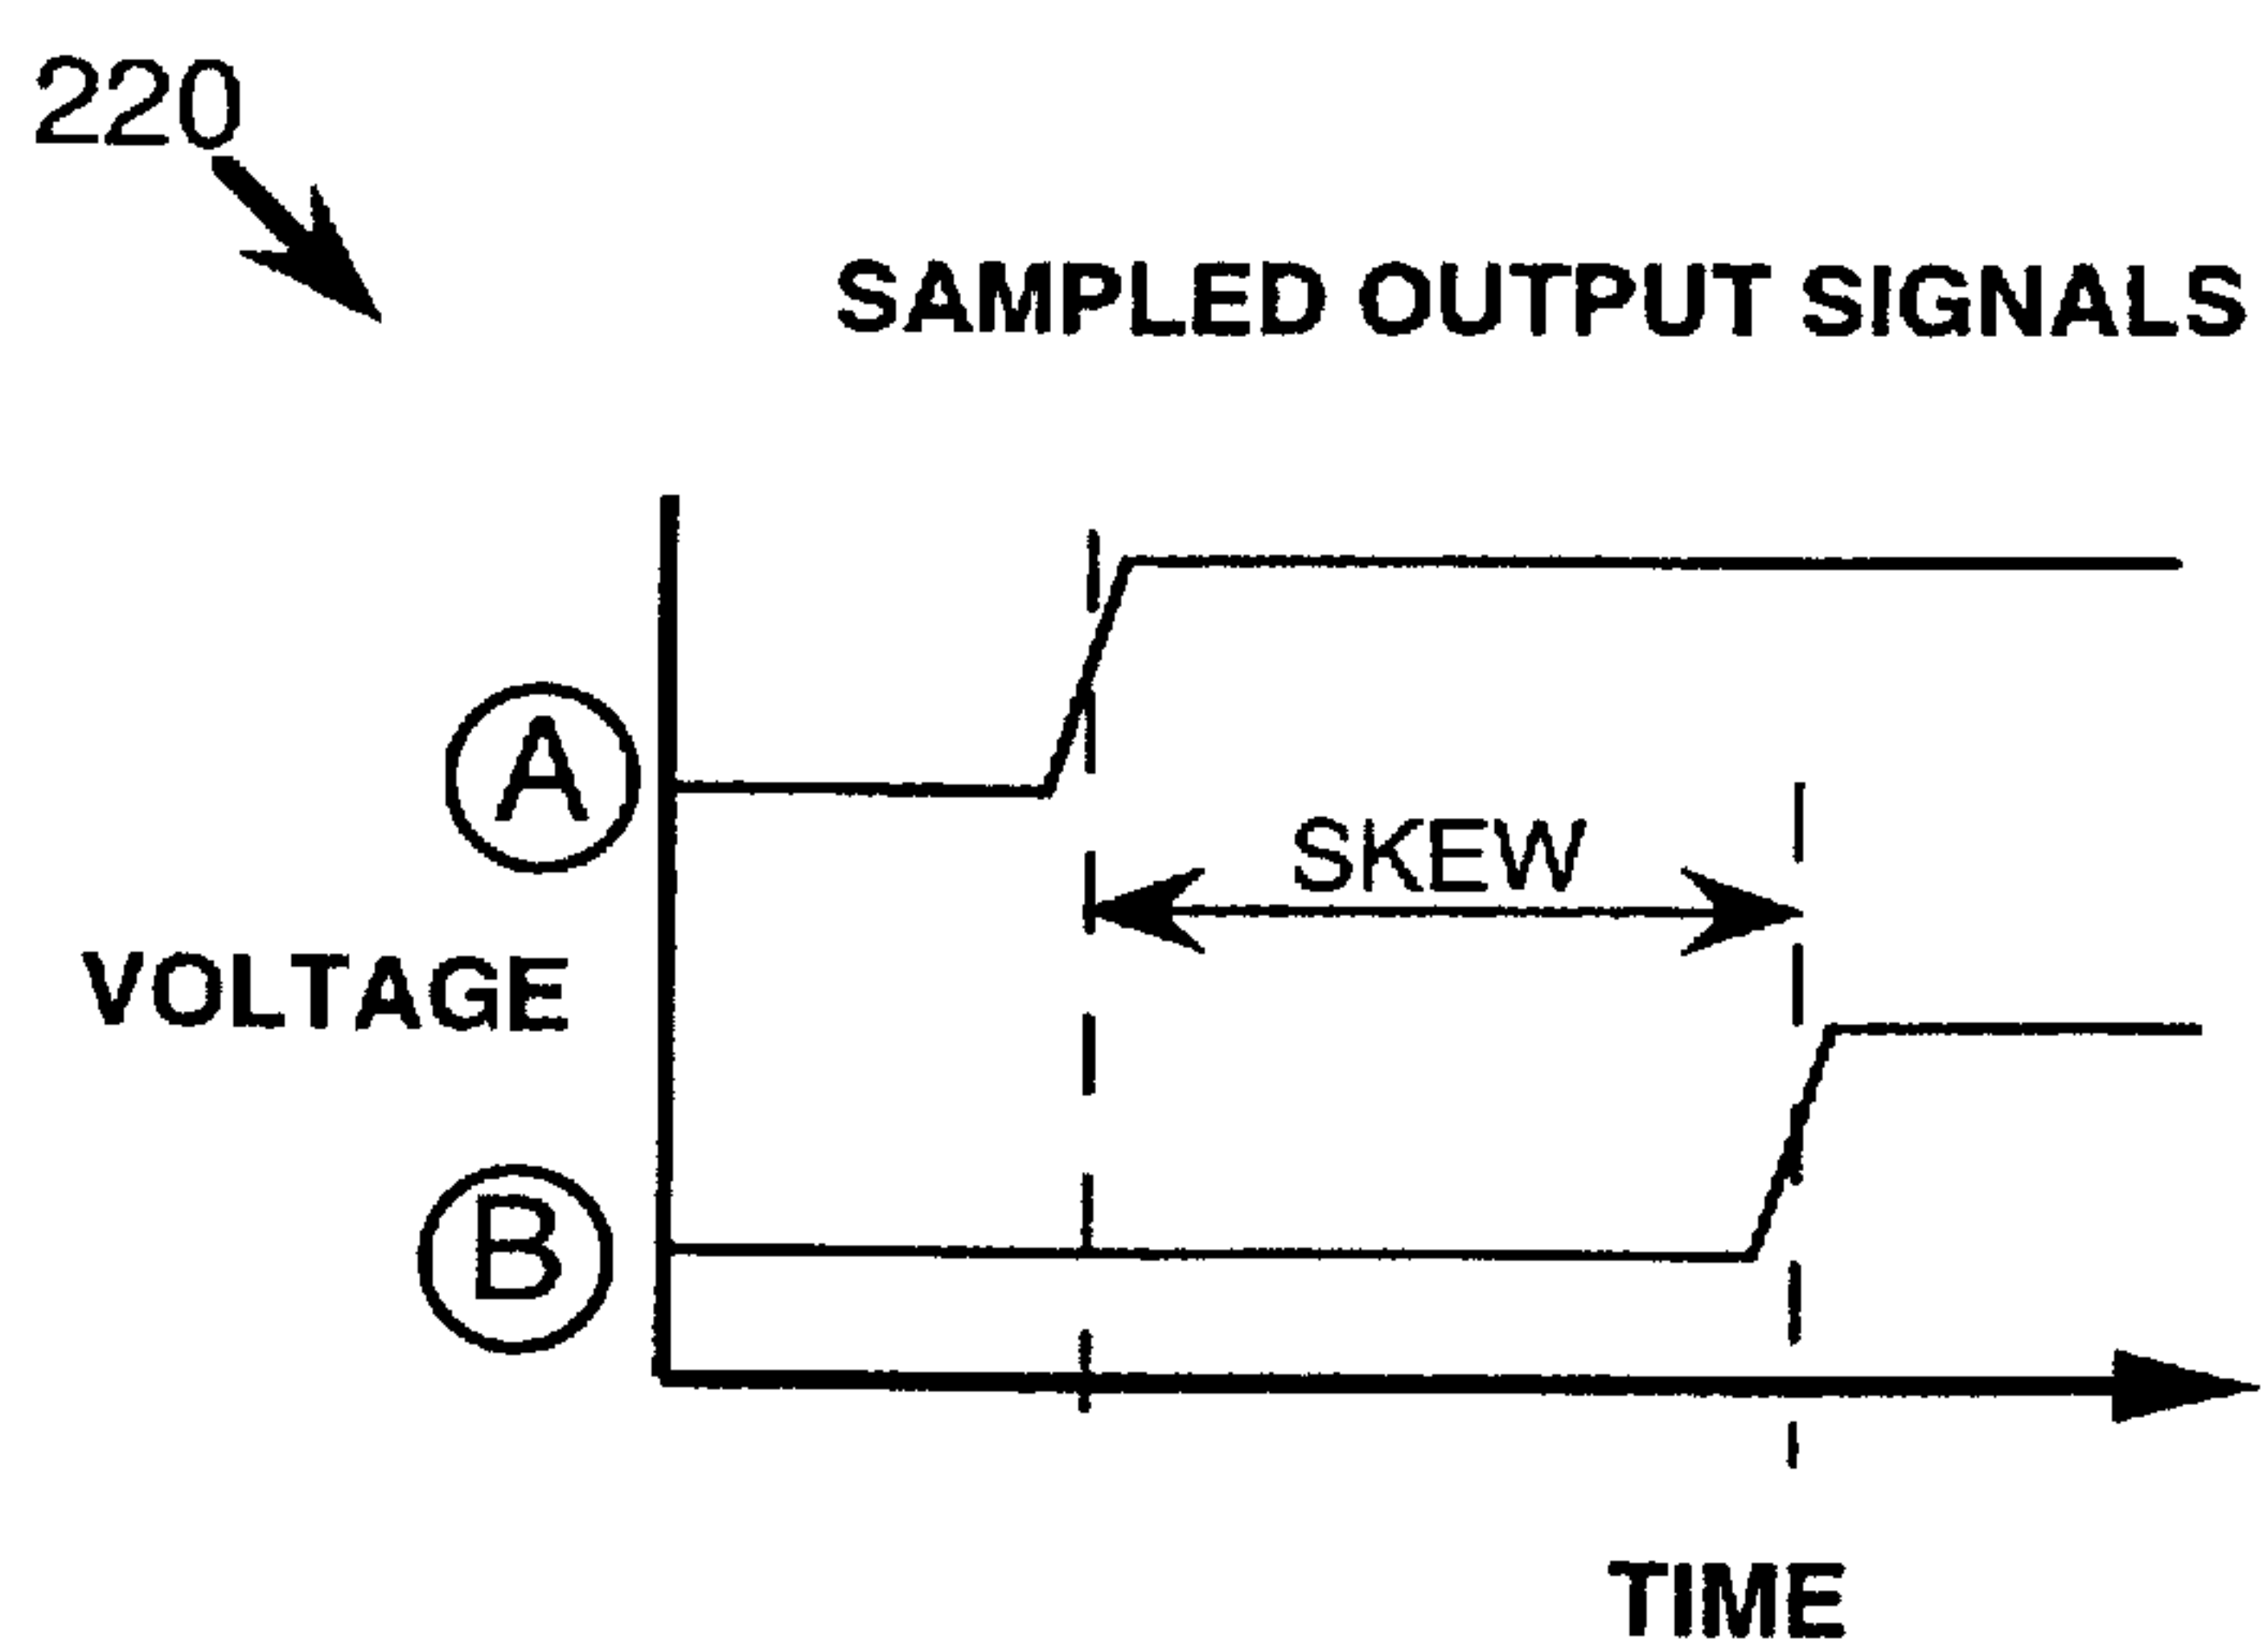 220
SAMPLED OUTPUT SIGNALS
A
SKEW
VOLTAGE
B
TIME